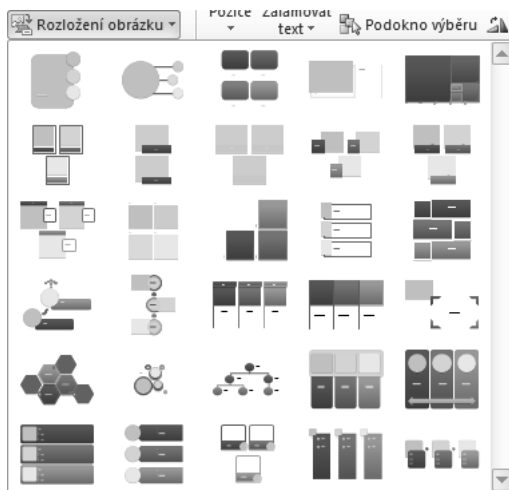 Rozložení obrázku
Pozice
Zalamovat
text
Podokno výběru